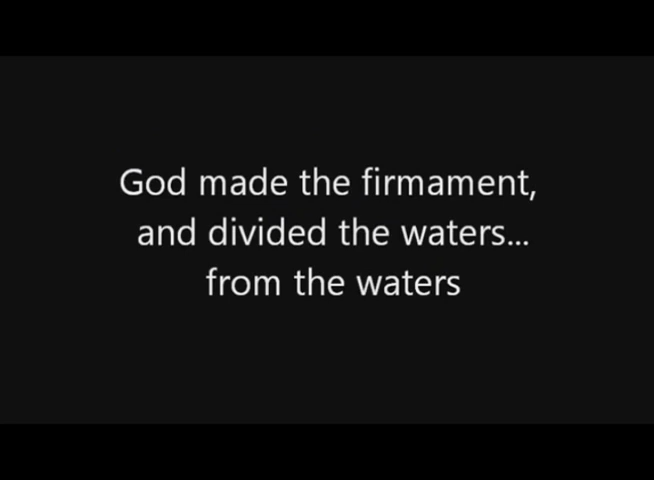 God made the firmament,
and divided the waters...
from the waters